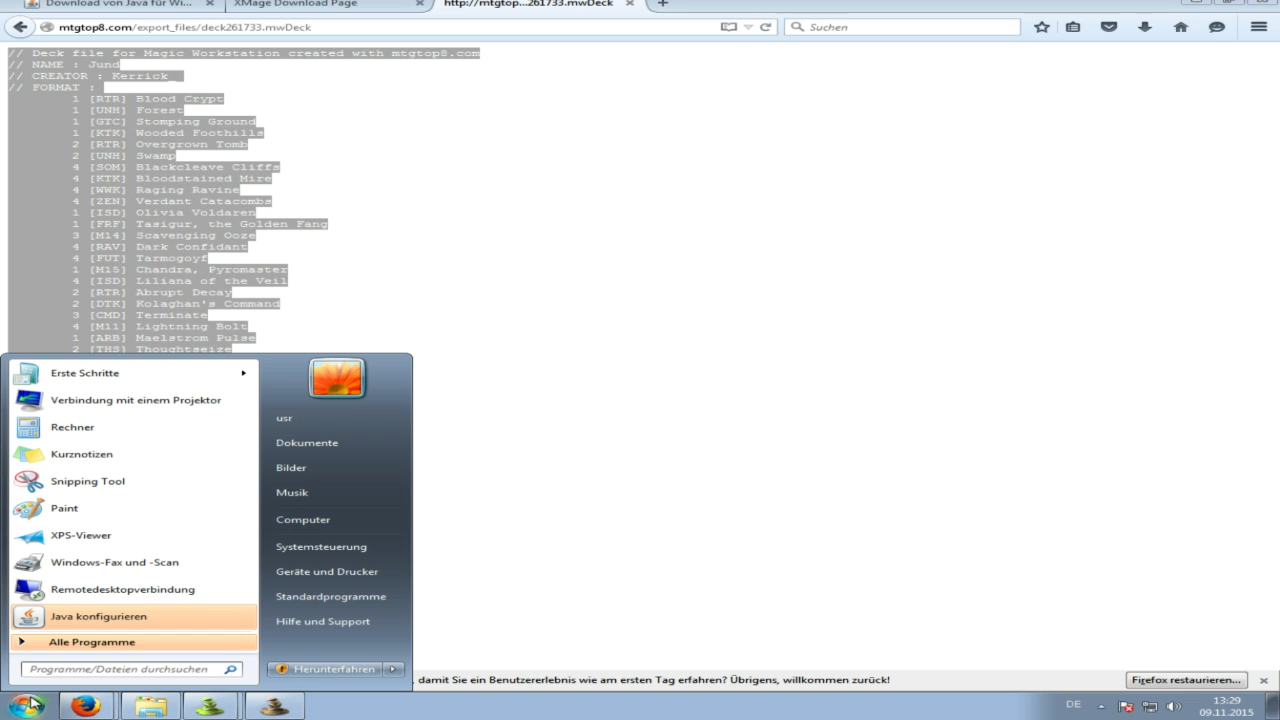 Download von Java für Wi...
XMage Download Page
http://mtgtop...261733.mwDeck
mtgtop8.com/export_files/deck261733.mwDeck
Suchen
// Deck file for Magic Workstation created with mtgtop8.com
// NAME : Jund
// CREATOR : Kerrick_
// FORMAT :
1 [RTR] Blood Crypt
1 [UNH] Forest
1 [GTC] Stomping Ground
1 [KTK] Wooded Foothills
2 [RTR] Overgrown Tomb
2 [UNH] Swamp
4 [SOM] Blackcleave Cliffs
4 [KTK] Bloodstained Mire
4 [WWK] Raging Ravine
4 [ZEN] Verdant Catacombs
1 [ISD] Olivia Voldaren
1 [FRF] Tasigur, the Golden Fang
3 [M14] Scavenging Ooze
4 [RAV] Dark Confidant
4 [FUT] Tarmogoyf
1 [M15] Chandra, Pyromaster
4 [ISD] Liliana of the Veil
2 [RTR] Abrupt Decay
2 [DTK] Kolaghan's Command
3 [CMD] Terminate
4 [M11] Lightning Bolt
1 [ARB] Maelstrom Pulse
2 [THS] Thoughtseize
Erste Schritte
Verbindung mit einem Projektor
Rechner
Kurznotizen
Snipping Tool
Paint
XPS-Viewer
Windows-Fax und -Scan
Remotedesktopverbindung
Java konfigurieren
Alle Programme
Programme/Dateien durchsuchen
usr
Dokumente
Bilder
Musik
Computer
Systemsteuerung
Geräte und Drucker
Standardprogramme
Hilfe und Support
Herunterfahren
, damit Sie ein Benutzererlebnis wie am ersten Tag erfahren? Übrigens, willkommen zurück!
Firefox restaurieren...
DE
13:29
09.11.2015